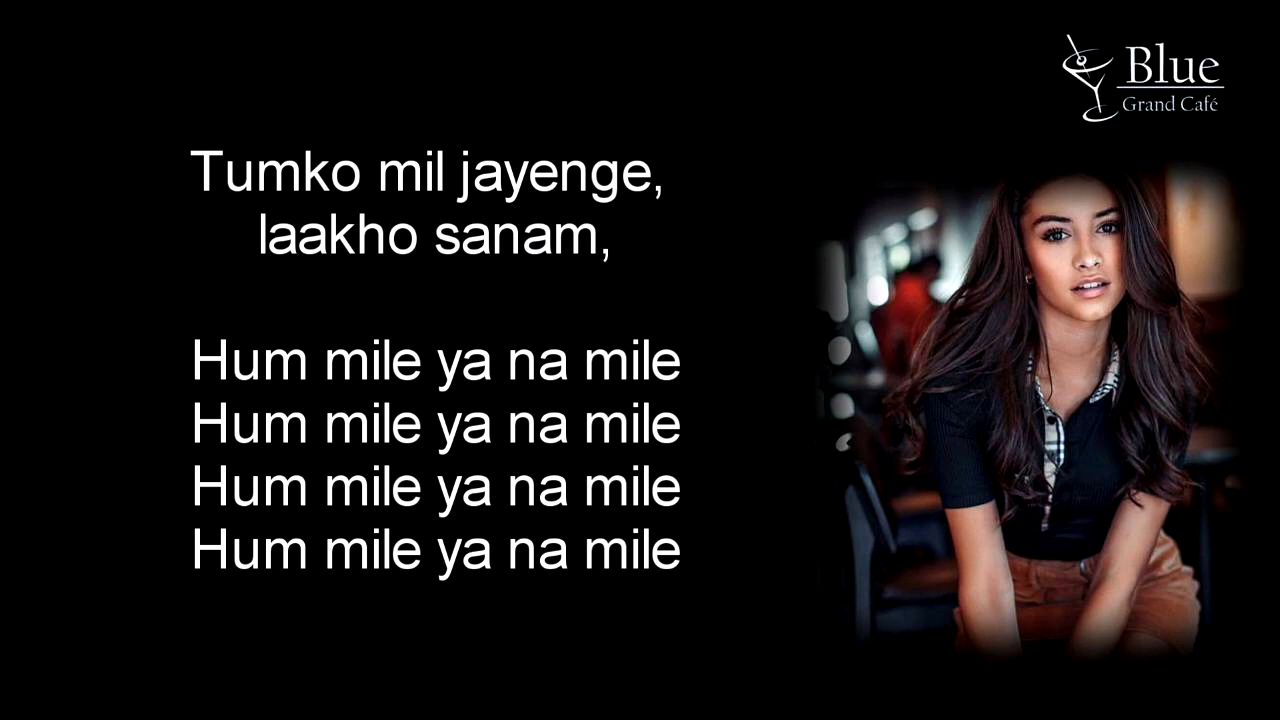 Blue
Grand Café
Tumko mil jayenge,
laakho sanam,
Hum mile ya na mile
Hum mile ya na mile
Hum mile ya na mile
Hum mile ya na mile